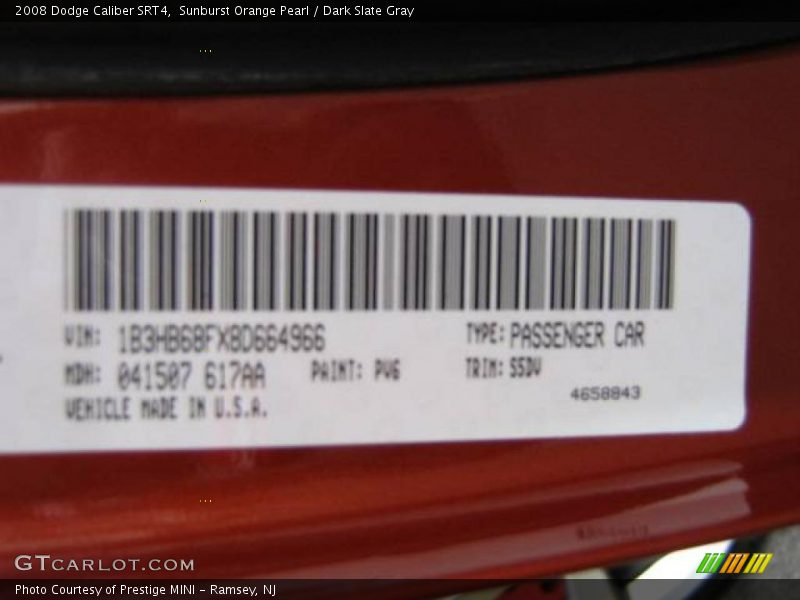 2008 Dodge Caliber SRT4,  Sunburst Orange Pearl / Dark Slate Gray
VIN: 1B3HB68FX8D664966 TYPE: PASSENGER CAR
MDH: 041507 617AA PAINT: PV6 TRIM: S5DV
VEHICLE MADE IN U.S.A. 4658843
GTCARLOT.COM
Photo Courtesy of Prestige MINI - Ramsey, NJ